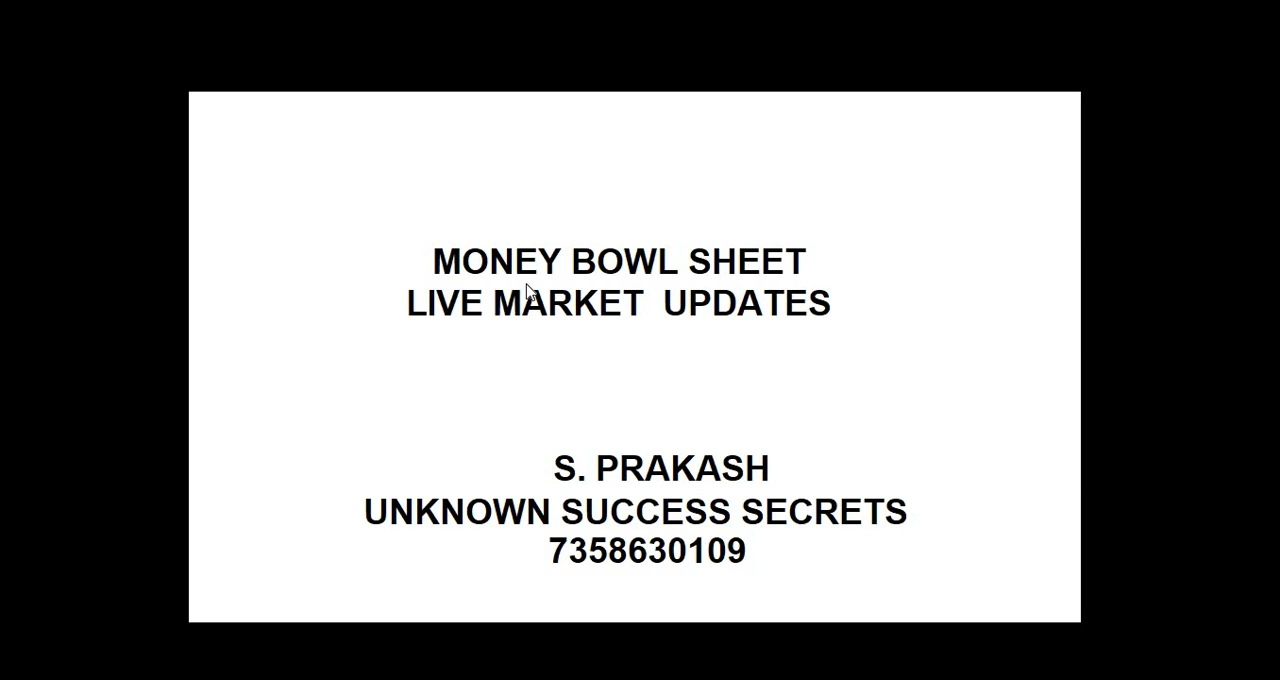 MONEY BOWL SHEET
LIVE MARKET  UPDATES
S. PRAKASH
UNKNOWN SUCCESS SECRETS
7358630109